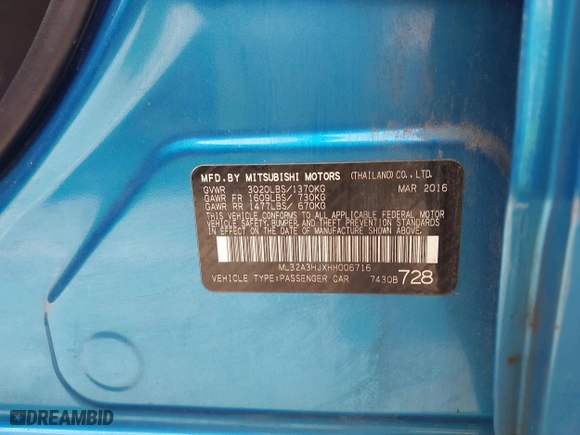 MFD. BY MITSUBISHI MOTORS (THAILAND) CO., LTD.
GVWR 3020LBS/1370KG MAR 2016
GAWR FR 1609LBS/ 730KG
GAWR RR 1477LBS/ 670KG
THIS VEHICLE CONFORMS TO ALL APPLICABLE FEDERAL MOTOR
VEHICLE SAFETY, BUMPER, AND THEFT PREVENTION STANDARDS
IN EFFECT ON THE DATE OF MANUFACTURE SHOWN ABOVE.
ML32A3HJXHH006716
VEHICLE TYPE:PASSENGER CAR 7430B 728
DREAMBID